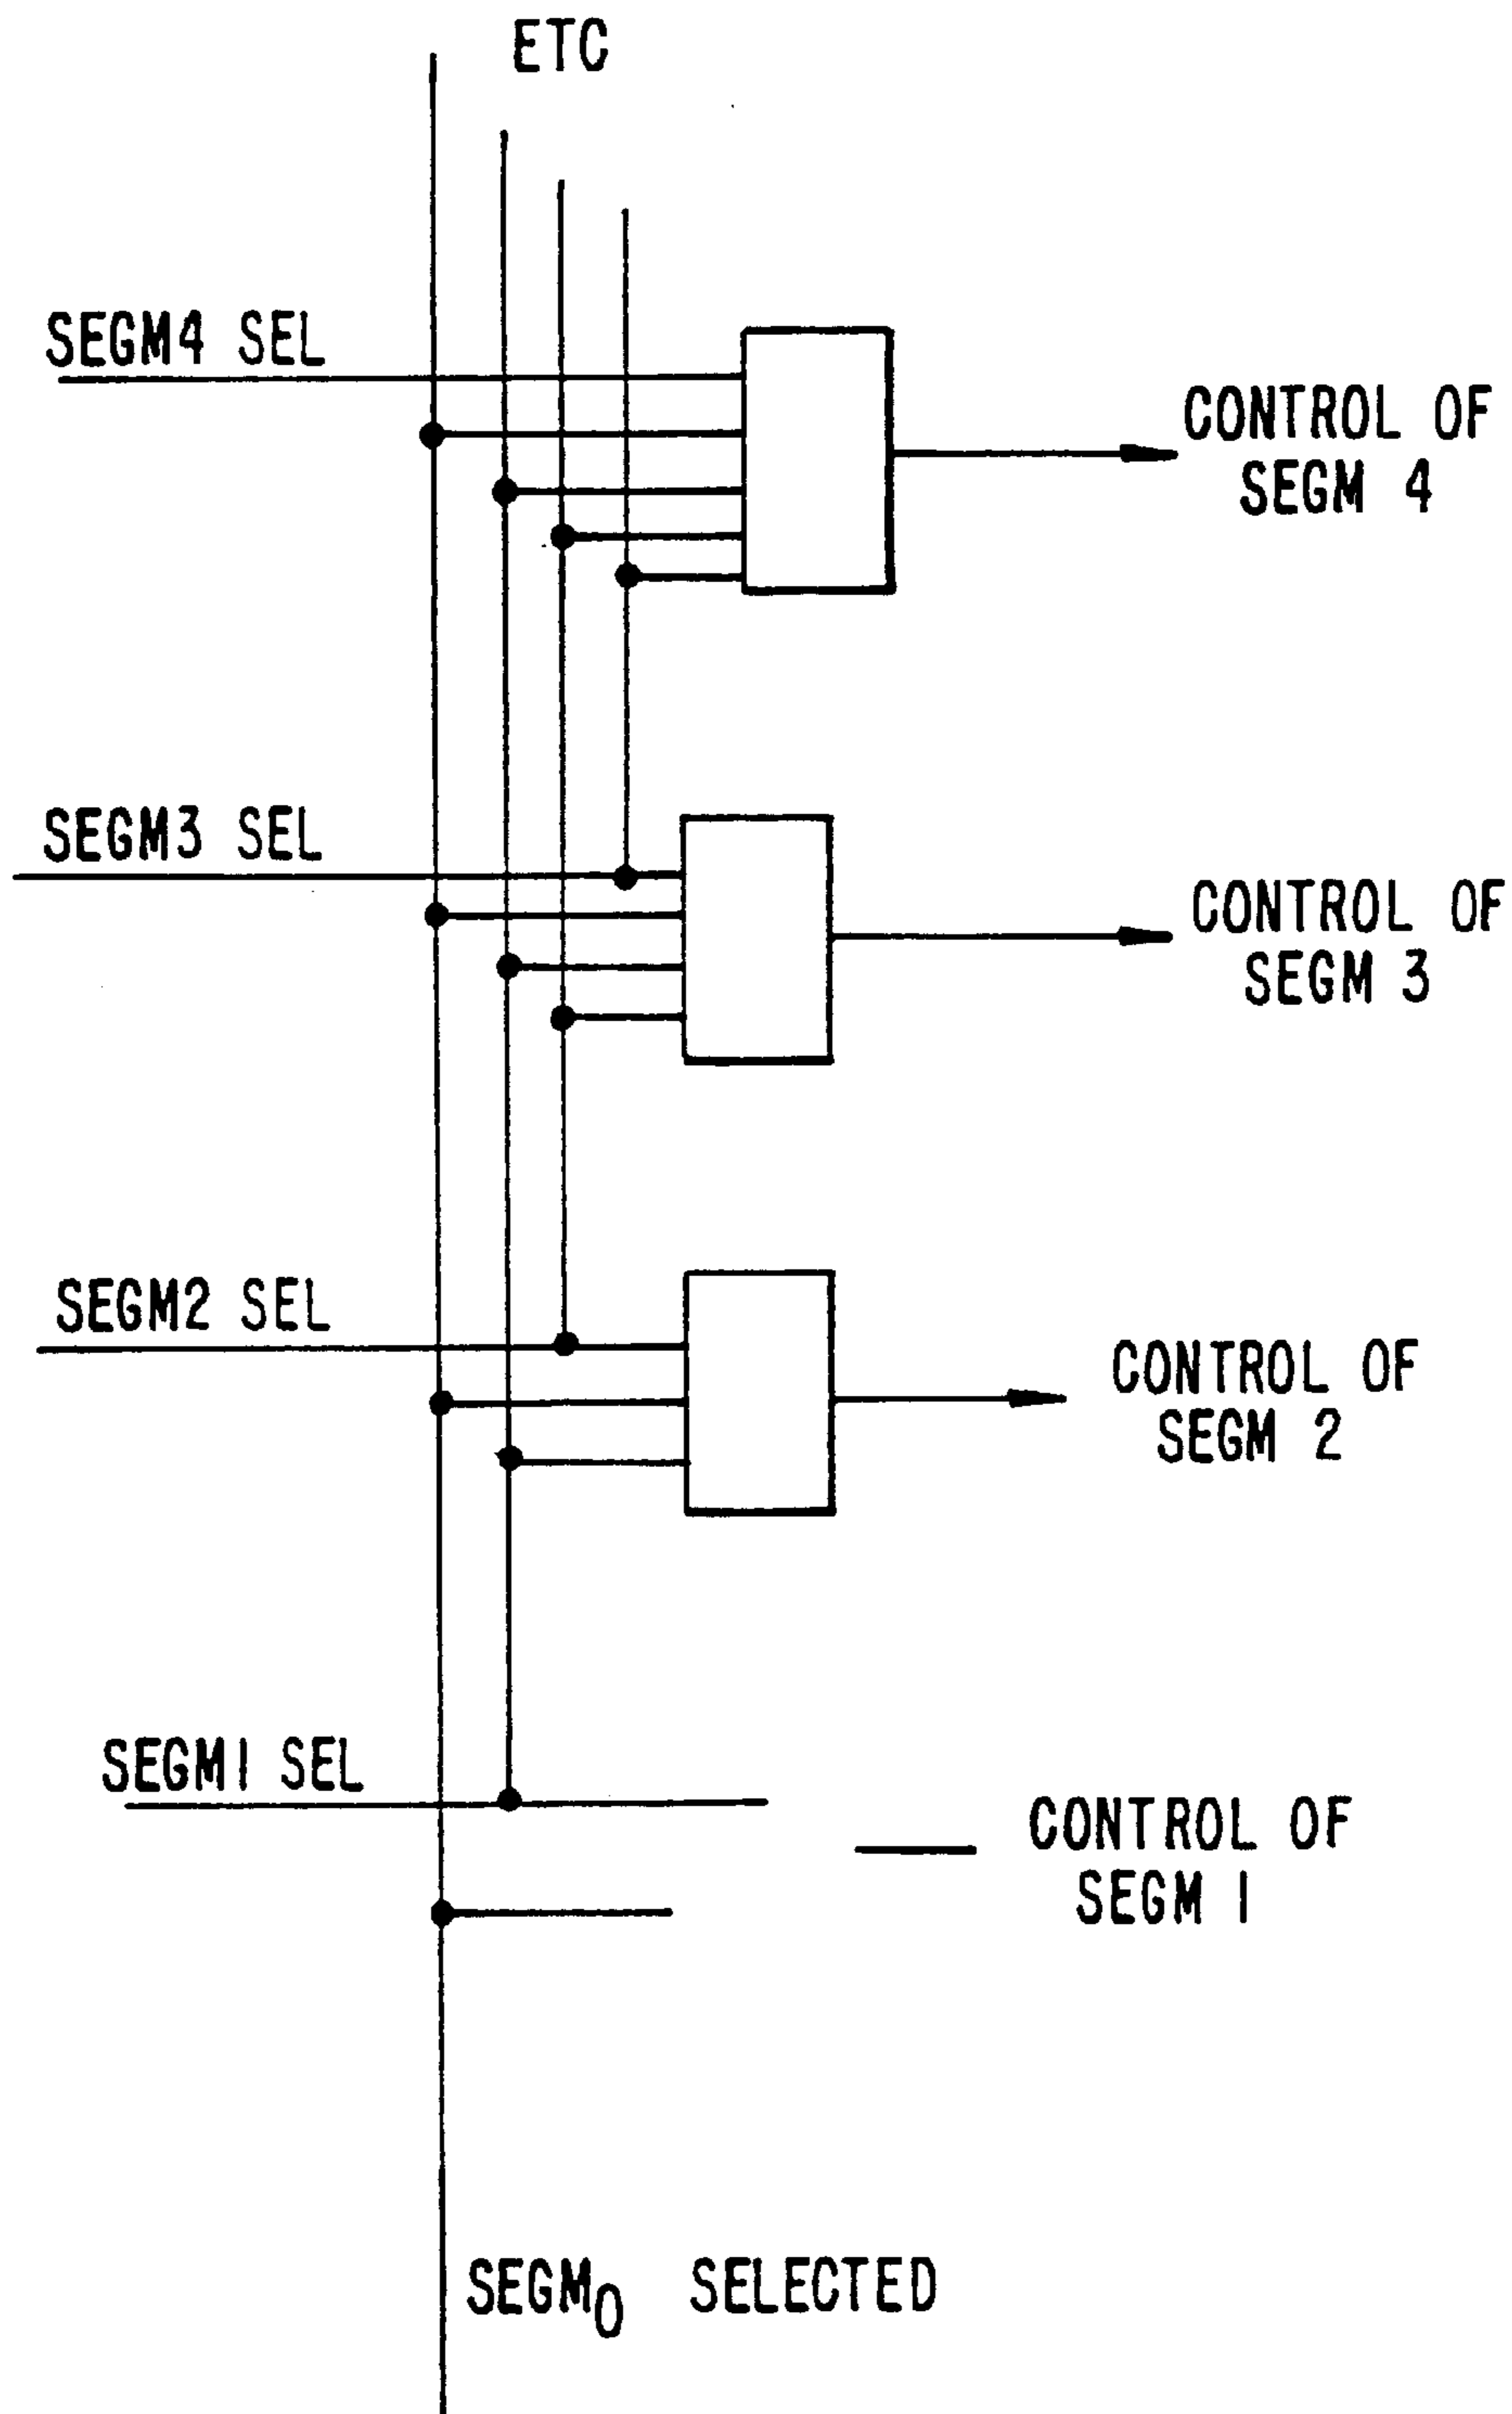 ETC
SEGM4 SEL
CONTROL OF
SEGM 4
SEGM3 SEL
CONTROL OF
SEGM 3
SEGM2 SEL
CONTROL OF
SEGM 2
SEGM1 SEL
CONTROL OF
SEGM 1
SEGM0 SELECTED